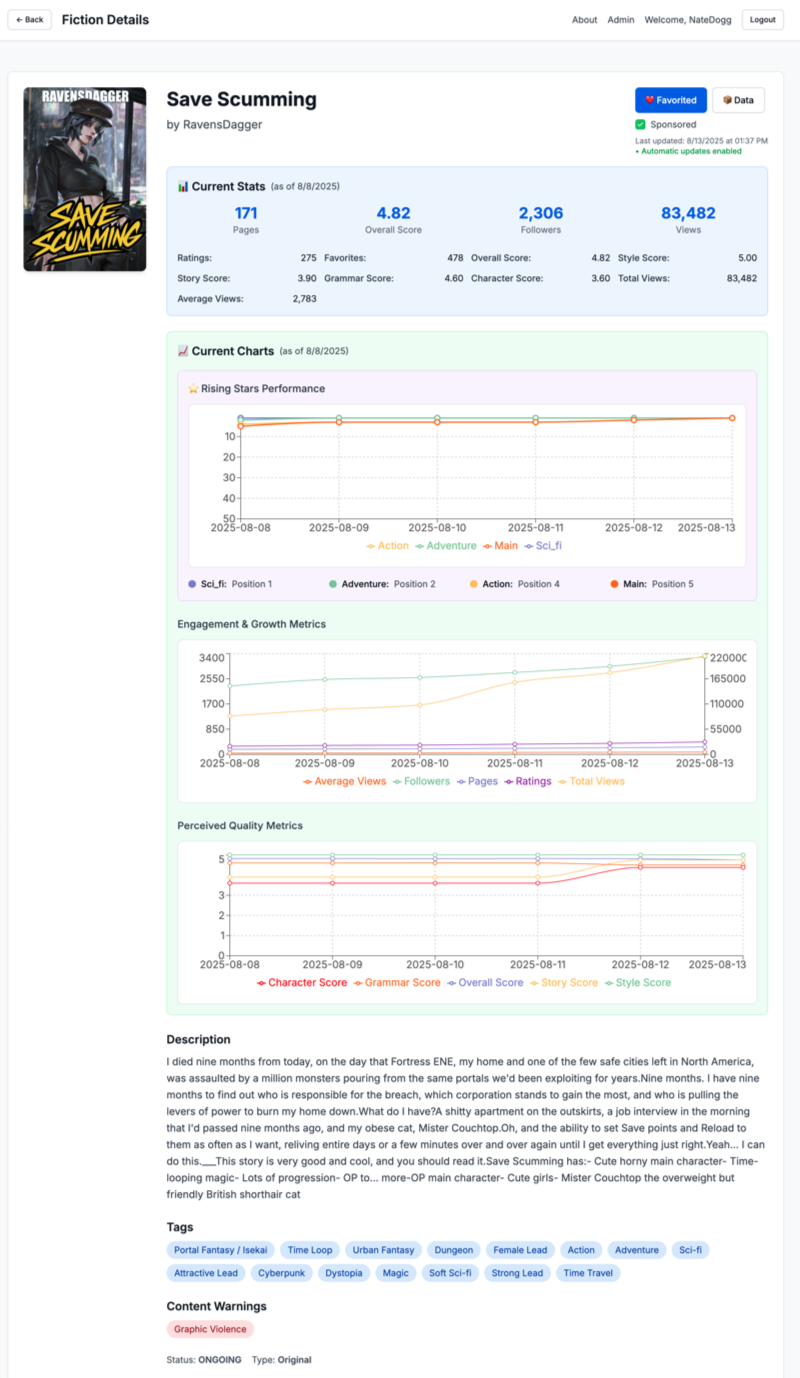 ← Back
Fiction Details
About Admin Welcome, NateDogg
Logout
RAVENSDAGGER
SAVE
SCUMMING
Save Scumming
by RavensDagger
Favorited
Data
Sponsored
Last updated: 8/13/2025 at 01:37 PM
• Automatic updates enabled
Current Stats (as of 8/8/2025)
171 4.82 2,306 83,482
Pages Overall Score Followers Views
Ratings: 275 Favorites: 478 Overall Score: 4.82 Style Score: 5.00
Story Score: 3.90 Grammar Score: 4.60 Character Score: 3.60 Total Views: 83,482
Average Views: 2,783
Current Charts (as of 8/8/2025)
Rising Stars Performance
10
20
30
40
50
2025-08-08 2025-08-09 2025-08-10 2025-08-11 2025-08-12 2025-08-13
Action Adventure Main Sci_fi
Sci_fi: Position 1 Adventure: Position 2 Action: Position 4 Main: Position 5
Engagement & Growth Metrics
3400 22000
2550 165000
1700 110000
850 55000
0 0
2025-08-08 2025-08-09 2025-08-10 2025-08-11 2025-08-12 2025-08-13
Average Views Followers Pages Ratings Total Views
Perceived Quality Metrics
5
3
2
1
0
2025-08-08 2025-08-09 2025-08-10 2025-08-11 2025-08-12 2025-08-13
Character Score Grammar Score Overall Score Story Score Style Score
Description
I died nine months from today, on the day that Fortress ENE, my home and one of the few safe cities left in North America,
was assaulted by a million monsters pouring from the same portals we'd been exploiting for years.Nine months. I have nine
months to find out who is responsible for the breach, which corporation stands to gain the most, and who is pulling the
levers of power to burn my home down.What do I have?A shitty apartment on the outskirts, a job interview in the morning
that I'd passed nine months ago, and my obese cat, Mister Couchtop.Oh, and the ability to set Save points and Reload to
them as often as I want, reliving entire days or a few minutes over and over again until I get everything just right.Yeah... I can
do this.___This story is very good and cool, and you should read it.Save Scumming has:- Cute horny main character- Time-
looping magic- Lots of progression- OP to... more-OP main character- Cute girls- Mister Couchtop the overweight but
friendly British shorthair cat
Tags
Portal Fantasy / Isekai Time Loop Urban Fantasy Dungeon Female Lead Action Adventure Sci-fi
Attractive Lead Cyberpunk Dystopia Magic Soft Sci-fi Strong Lead Time Travel
Content Warnings
Graphic Violence
Status: ONGOING Type: Original